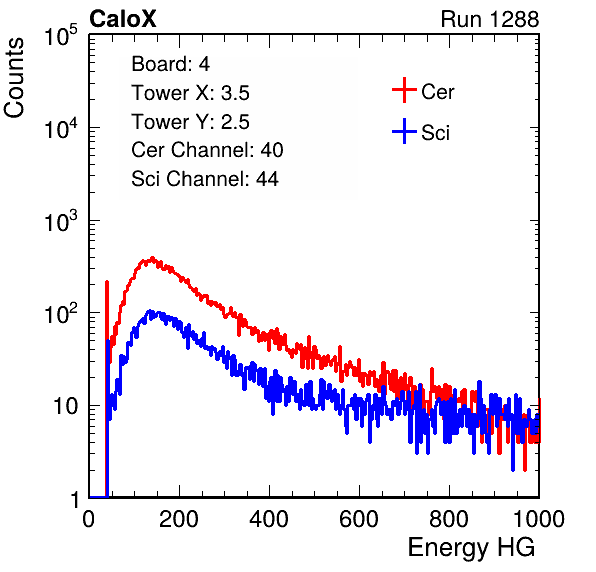 CaloX Run 1288
Counts
10^5
10^4
10^3
10^2
10
1
Board: 4
Tower X: 3.5
Tower Y: 2.5
Cer Channel: 40
Sci Channel: 44
Cer
Sci
0 200 400 600 800 1000
Energy HG